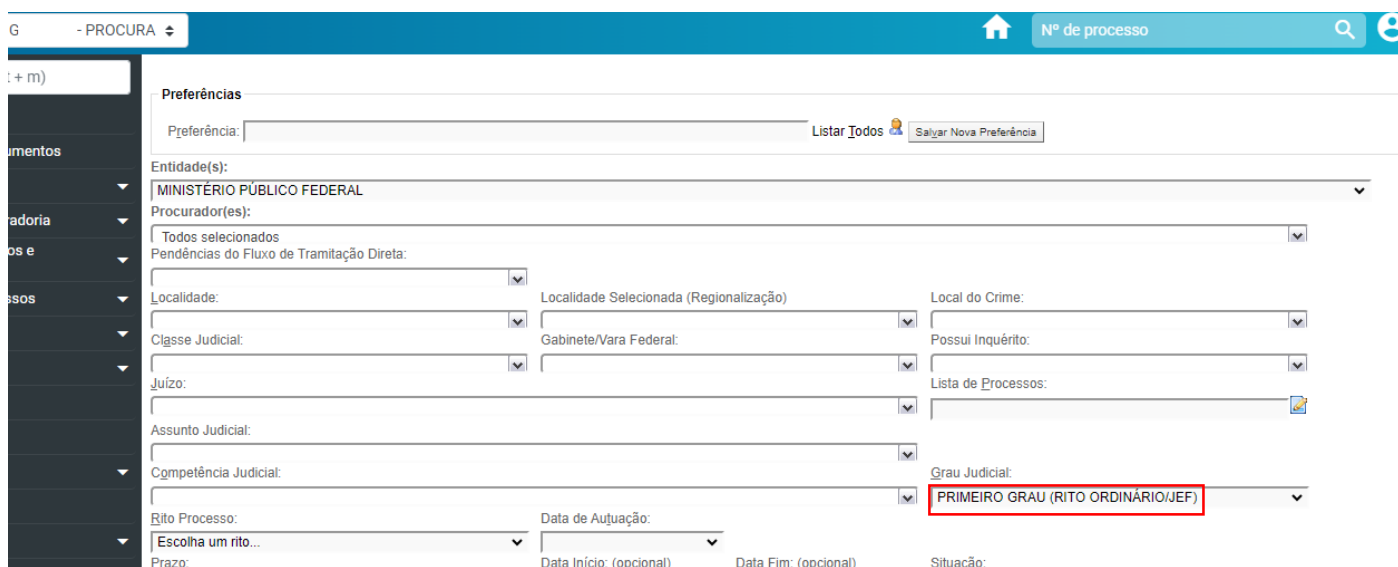 G - PROCURA
Nº de processo
t + m)
Preferências
Preferência:
Listar Todos
Salvar Nova Preferência
umentos
Entidade(s):
MINISTÉRIO PÚBLICO FEDERAL
radoria
Procurador(es):
Todos selecionados
os e
Pendências do Fluxo de Tramitação Direta:
ssos
Localidade:
Localidade Selecionada (Regionalização)
Local do Crime:
Classe Judicial:
Gabinete/Vara Federal:
Possui Inquérito:
Juízo:
Lista de Processos:
Assunto Judicial:
Competência Judicial:
Grau Judicial:
PRIMEIRO GRAU (RITO ORDINÁRIO/JEF)
Rito Processo:
Data de Autuação:
Escolha um rito...
Prazo:
Data Início: (opcional)
Data Fim: (opcional)
Situação: